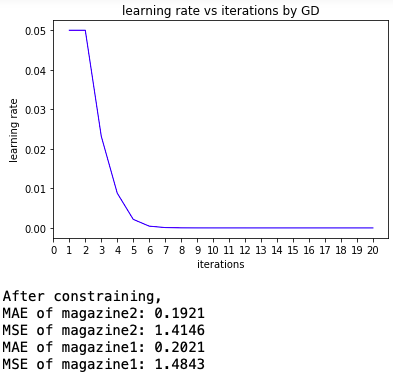 learning rate vs iterations by GD
0.05
0.04
0.03
0.02
0.01
0.00
learning rate
0 1 2 3 4 5 6 7 8 9 10 11 12 13 14 15 16 17 18 19 20
iterations
After constraining,
MAE of magazine2: 0.1921
MSE of magazine2: 1.4146
MAE of magazine1: 0.2021
MSE of magazine1: 1.4843